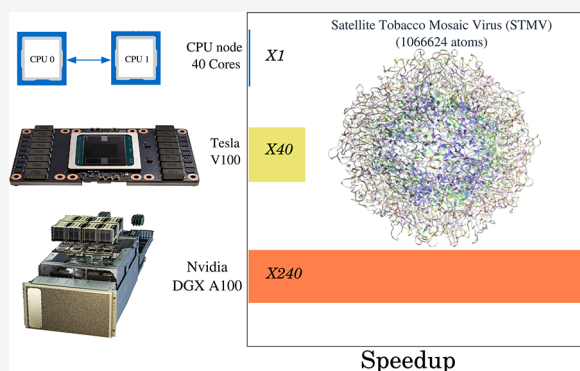 Satellite Tobacco Mosaic Virus (STMV)
(1066624 atoms)
CPU 0
CPU 1
CPU node
40 Cores
X1
Tesla
V100
X40
Nvidia
DGX A100
X240
Speedup